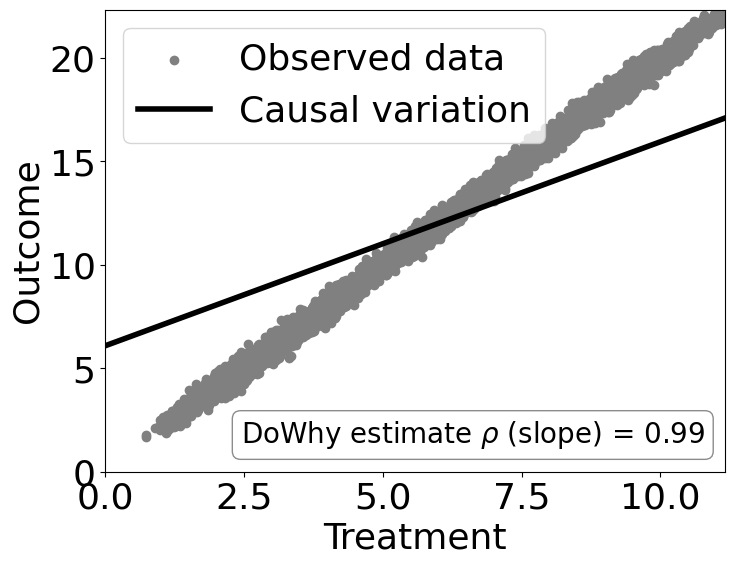 Observed data
Causal variation
20
15
10
5
0
Outcome
DoWhy estimate ρ (slope) = 0.99
0.0 2.5 5.0 7.5 10.0
Treatment